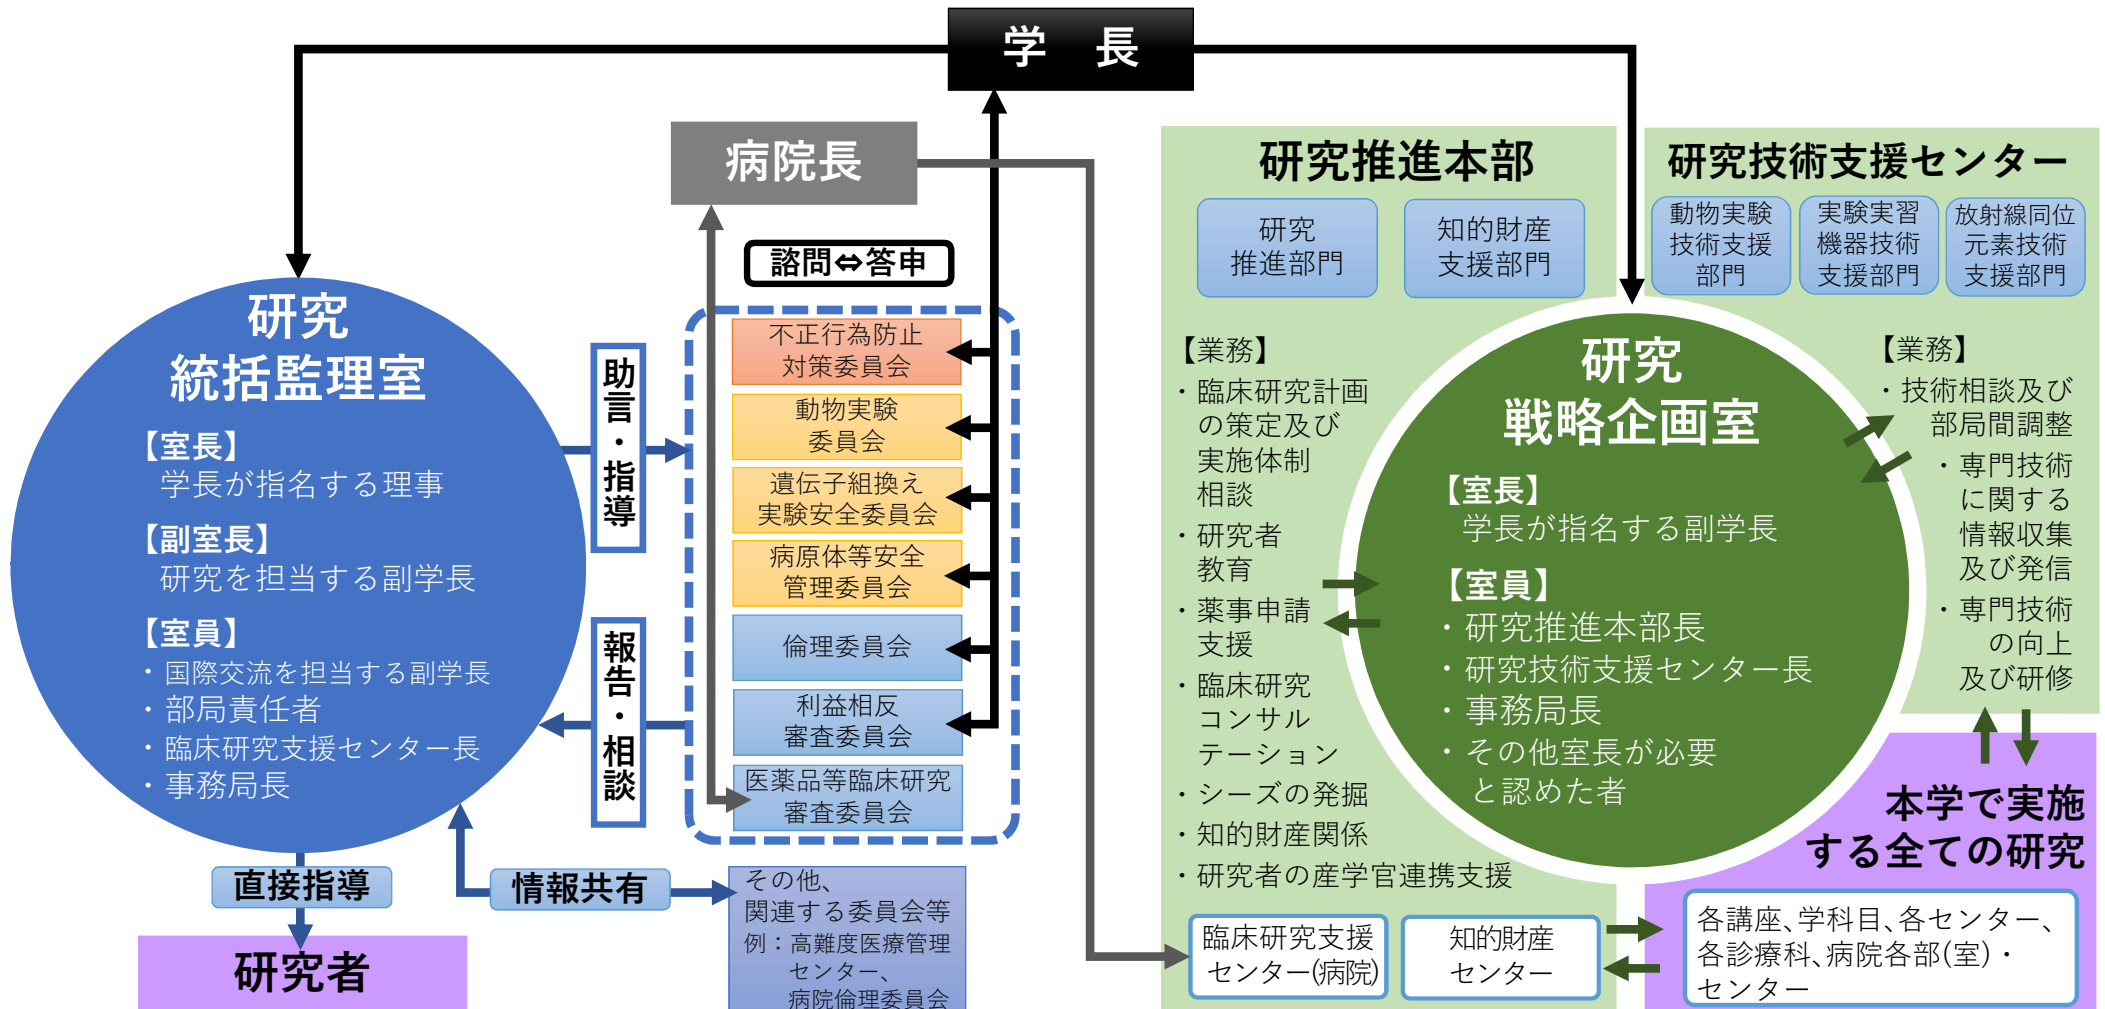 学　長
病院長
諮問⇔答申
研究
統括監理室
【室長】
学長が指名する理事
【副室長】
研究を担当する副学長
【室員】
・国際交流を担当する副学長
・部局責任者
・臨床研究支援センター長
・事務局長
助言・指導
報告・相談
不正行為防止
対策委員会
動物実験
委員会
遺伝子組換え
実験安全委員会
病原体等安全
管理委員会
倫理委員会
利益相反
審査委員会
医薬品等臨床研究
審査委員会
直接指導
研究者
情報共有
その他、
関連する委員会等
例：高難度医療管理
センター、
病院倫理委員会
研究推進本部
研究
推進部門
知的財産
支援部門
【業務】
・臨床研究計画
の策定及び
実施体制
相談
・研究者
教育
・薬事申請
支援
・臨床研究
コンサル
テーション
・シーズの発掘
・知的財産関係
・研究者の産学官連携支援
臨床研究支援
センター(病院)
知的財産
センター
研究
戦略企画室
【室長】
学長が指名する副学長
【室員】
・研究推進本部長
・研究技術支援センター長
・事務局長
・その他室長が必要
と認めた者
研究技術支援センター
動物実験
技術支援
部門
実験実習
機器技術
支援部門
放射線同位
元素技術
支援部門
【業務】
・技術相談及び
部局間調整
・専門技術
に関する
情報収集
及び発信
・専門技術
の向上
及び研修
本学で実施
する全ての研究
各講座、学科目、各センター、
各診療科、病院各部(室)・
センター